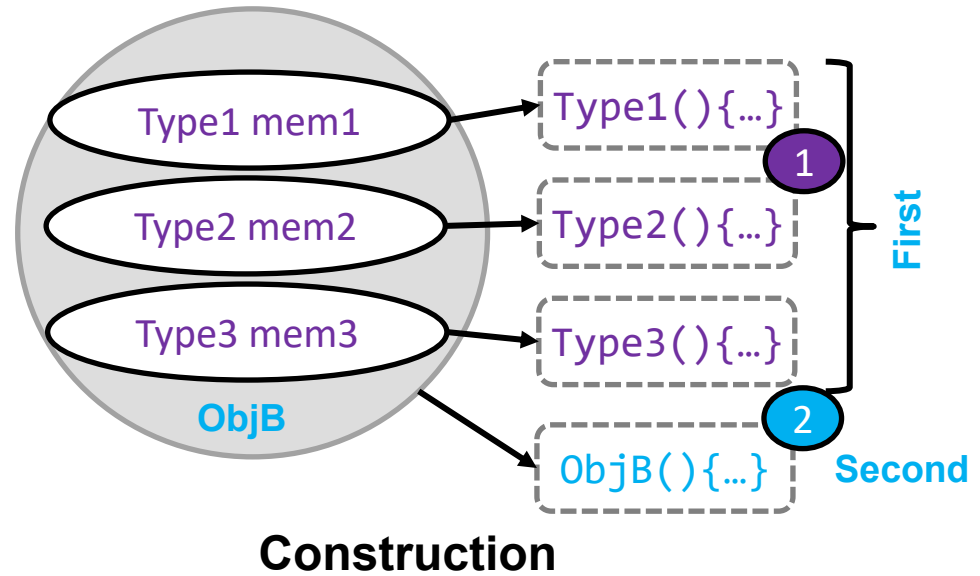 Type1 mem1
Type1(){…}
1
Type2 mem2
Type2(){…}
First
Type3 mem3
Type3(){…}
ObjB
2
ObjB(){…}
Second
Construction